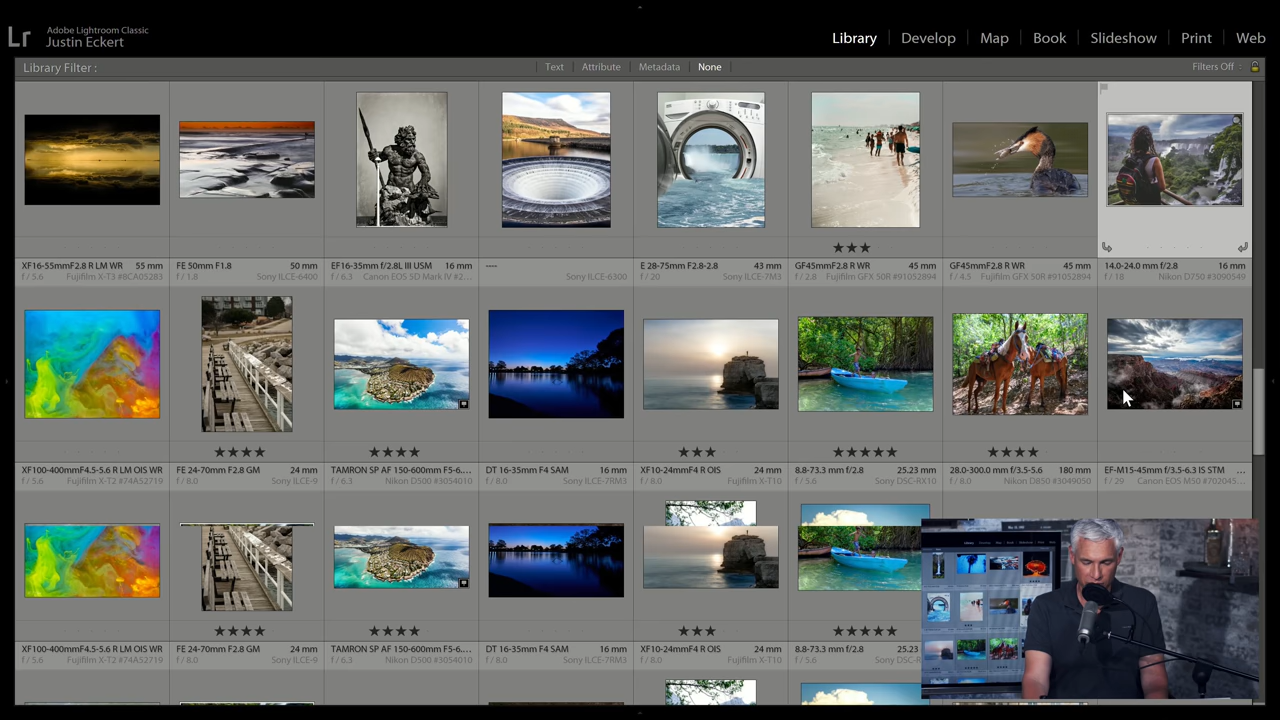 Lr
Adobe Lightroom Classic
Justin Eckert
Library | Develop | Map | Book | Slideshow | Print | Web
Library Filter : Text | Attribute | Metadata | None Filters Off :
★★★
XF16-55mmF2.8 R LM WR 55 mm
f / 5.6 Fujifilm X-T3 #8CA05283
FE 50mm F1.8 50 mm
f / 1.8 Sony ILCE-6400
EF16-35mm f/2.8L III USM 16 mm
f / 6.3 Canon EOS 5D Mark IV #2...
----
Sony ILCE-6300
E 28-75mm F2.8-2.8 43 mm
f / 20 Sony ILCE-7M3
GF45mmF2.8 R WR 45 mm
f / 2.8 Fujifilm GFX 50R #91052894
GF45mmF2.8 R WR 45 mm
f / 4.5 Fujifilm GFX 50R #91052894
14.0-24.0 mm f/2.8 16 mm
f / 18 Nikon D750 #3090549
★★★★ ★★★★ ★★★ ★★★★★ ★★★★
XF100-400mmF4.5-5.6 R LM OIS WR
f / 5.6 Fujifilm X-T2 #74A52719
FE 24-70mm F2.8 GM 24 mm
f / 8.0 Sony ILCE-9
TAMRON SP AF 150-600mm F5-6....
f / 6.3 Nikon D500 #3054010
DT 16-35mm F4 SAM 16 mm
f / 8.0 Sony ILCE-7RM3
XF10-24mmF4 R OIS 24 mm
f / 8.0 Fujifilm X-T10
8.8-73.3 mm f/2.8 25.23 mm
f / 5.6 Sony DSC-RX10
28.0-300.0 mm f/3.5-5.6 180 mm
f / 8.0 Nikon D850 #3049050
EF-M15-45mm f/3.5-6.3 IS STM ...
f / 29 Canon EOS M50 #702045...
★★★★ ★★★★ ★★★ ★★★★★
XF100-400mmF4.5-5.6 R LM OIS WR
f / 5.6 Fujifilm X-T2 #74A52719
FE 24-70mm F2.8 GM 24 mm
f / 8.0 Sony ILCE-9
TAMRON SP AF 150-600mm F5-6....
f / 6.3 Nikon D500 #3054010
DT 16-35mm F4 SAM 16 mm
f / 8.0 Sony ILCE-7RM3
XF10-24mmF4 R OIS 24 mm
f / 8.0 Fujifilm X-T10
8.8-73.3 mm f/2.8 25.23
f / 5.6 Sony DSC-R